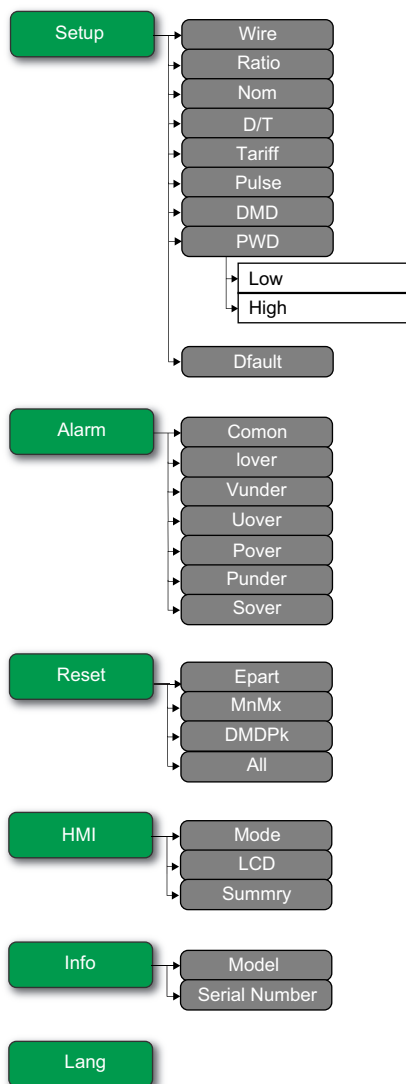 Setup
Wire
Ratio
Nom
D/T
Tariff
Pulse
DMD
PWD
Low
High
Dfault
Alarm
Comon
Iover
Vunder
Uover
Pover
Punder
Sover
Reset
Epart
MnMx
DMDPk
All
HMI
Mode
LCD
Summry
Info
Model
Serial Number
Lang